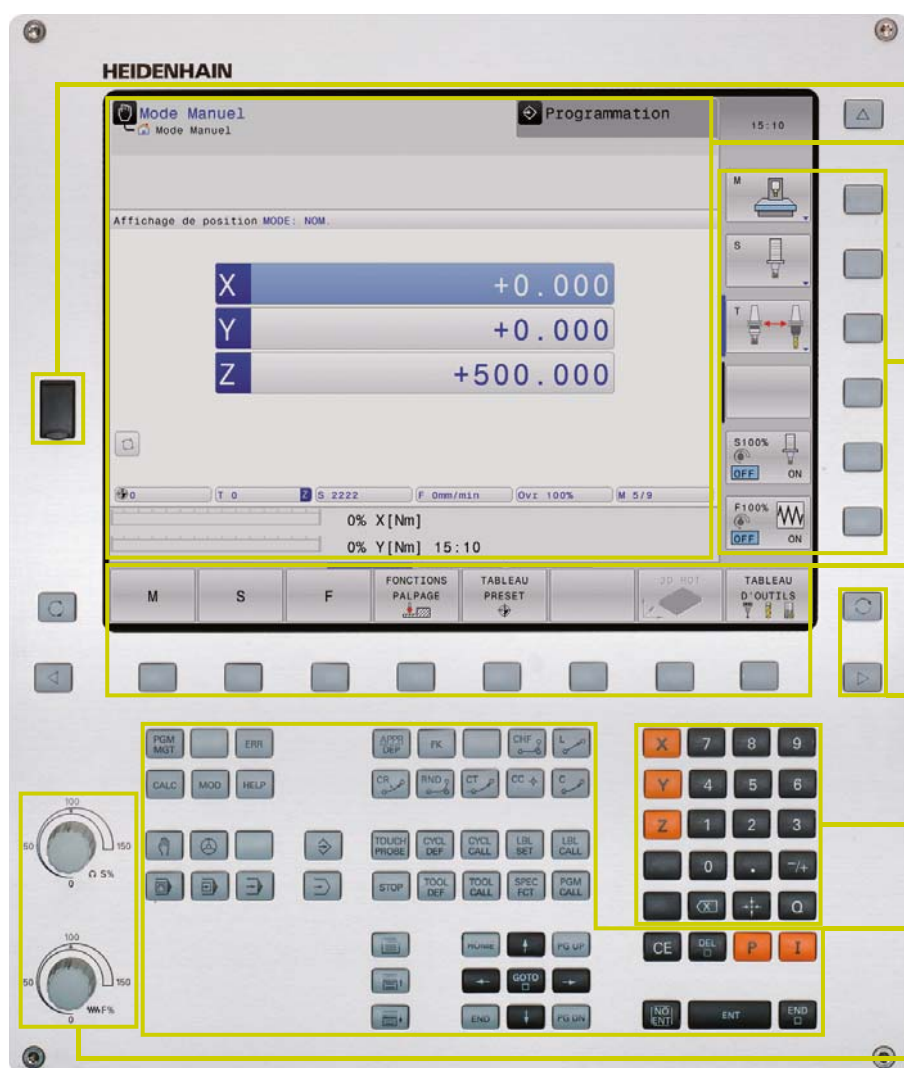 HEIDENHAIN
Mode Manuel
Mode Manuel
Programmation
15:10
Affichage de position MODE: NOM.
X +0.000
Y +0.000
Z +500.000
M
S
T
S100%
OFF ON
F100%
OFF ON
0 T 0 Z S 2222 F 0mm/min Ovr 100% M 5/9
0% X[Nm]
0% Y[Nm] 15:10
M S F FONCTIONS PALPAGE TABLEAU PRESET 3D ROT TABLEAU D'OUTILS
PGM MGT ERR APPR DEP FK CHF L X 7 8 9
CALC MOD HELP CR RND CT CC C Y 4 5 6
TOUCH PROBE CYCL DEF CYCL CALL LBL SET LBL CALL Z 1 2 3
STOP TOOL DEF TOOL CALL SPEC FCT PGM CALL 0 . -/+
X Q
HOME PG UP CE DEL P I
GOTO
END PG DN NO ENT ENT END
100
50 150
0 S%
100
50 150
0 F%